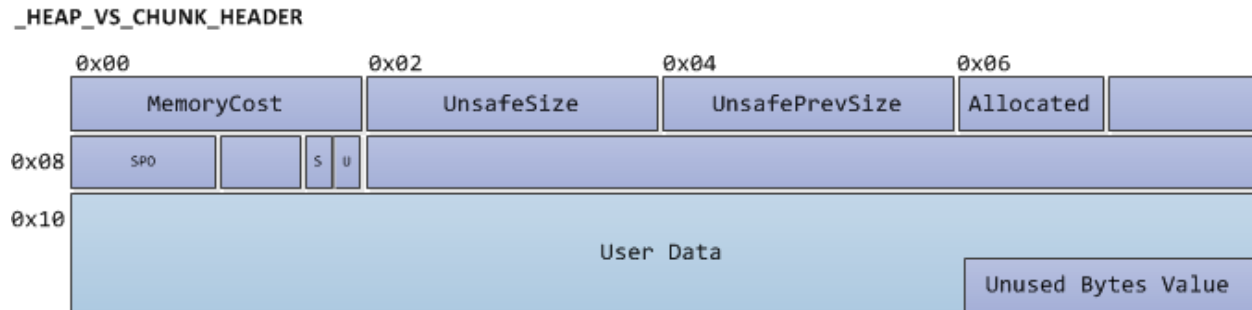 _HEAP_VS_CHUNK_HEADER
0x00 0x02 0x04 0x06
MemoryCost UnsafeSize UnsafePrevSize Allocated
0x08 SPO S U
0x10
User Data
Unused Bytes Value